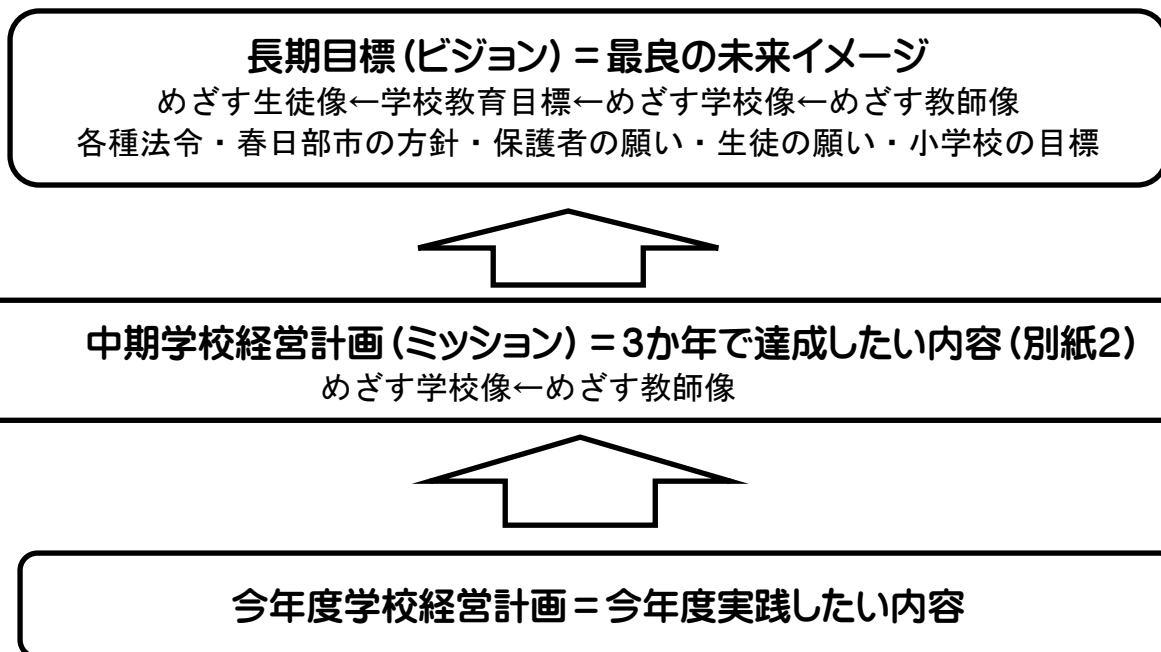 長期目標(ビジョン)=最良の未来イメージ
めざす生徒像←学校教育目標←めざす学校像←めざす教師像
各種法令・春日部市の方針・保護者の願い・生徒の願い・小学校の目標
中期学校経営計画(ミッション)=3か年で達成したい内容(別紙2)
めざす学校像←めざす教師像
今年度学校経営計画=今年度実践したい内容